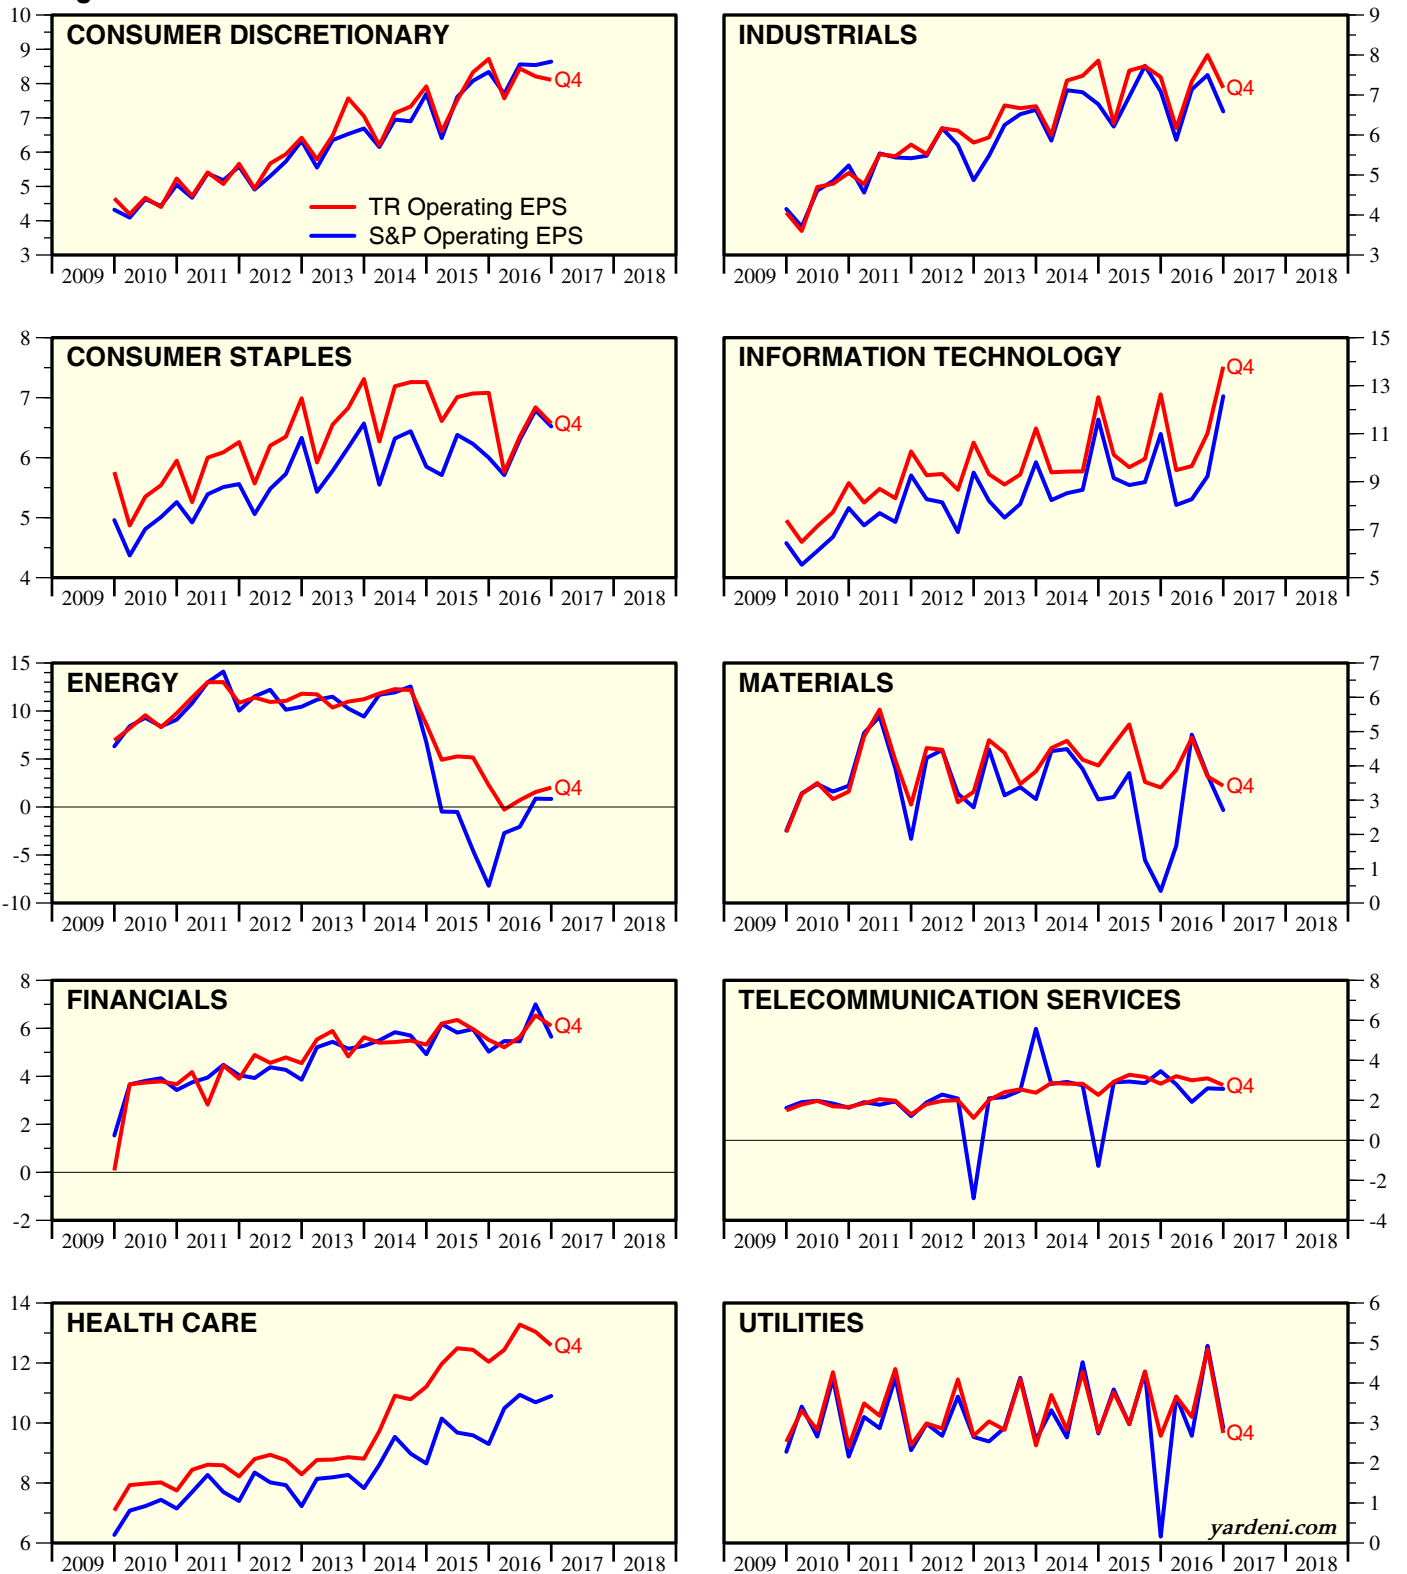 CONSUMER DISCRETIONARY
10
9
8
7
6
5
4
3
Q4
TR Operating EPS
S&P Operating EPS
2009 2010 2011 2012 2013 2014 2015 2016 2017 2018
INDUSTRIALS
9
8
7
6
5
4
3
Q4
2009 2010 2011 2012 2013 2014 2015 2016 2017 2018
CONSUMER STAPLES
8
7
6
5
4
Q4
2009 2010 2011 2012 2013 2014 2015 2016 2017 2018
INFORMATION TECHNOLOGY
15
13
11
9
7
5
Q4
2009 2010 2011 2012 2013 2014 2015 2016 2017 2018
ENERGY
15
10
5
0
-5
-10
Q4
2009 2010 2011 2012 2013 2014 2015 2016 2017 2018
MATERIALS
7
6
5
4
3
2
1
0
Q4
2009 2010 2011 2012 2013 2014 2015 2016 2017 2018
FINANCIALS
8
6
4
2
0
-2
Q4
2009 2010 2011 2012 2013 2014 2015 2016 2017 2018
TELECOMMUNICATION SERVICES
8
6
4
2
0
-2
-4
Q4
2009 2010 2011 2012 2013 2014 2015 2016 2017 2018
HEALTH CARE
14
12
10
8
6
Q4
2009 2010 2011 2012 2013 2014 2015 2016 2017 2018
UTILITIES
6
5
4
3
2
1
0
Q4
yardeni.com
2009 2010 2011 2012 2013 2014 2015 2016 2017 2018